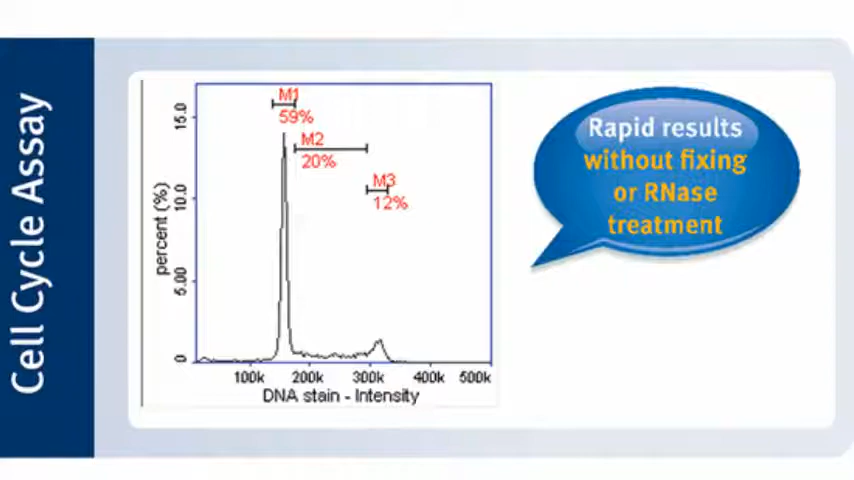 Cell Cycle Assay
M1
59%
M2
20%
M3
12%
15.0
10.0
5.00
0
percent (%)
100k 200k 300k 400k 500k
DNA stain - Intensity
Rapid results
without fixing
or RNase
treatment